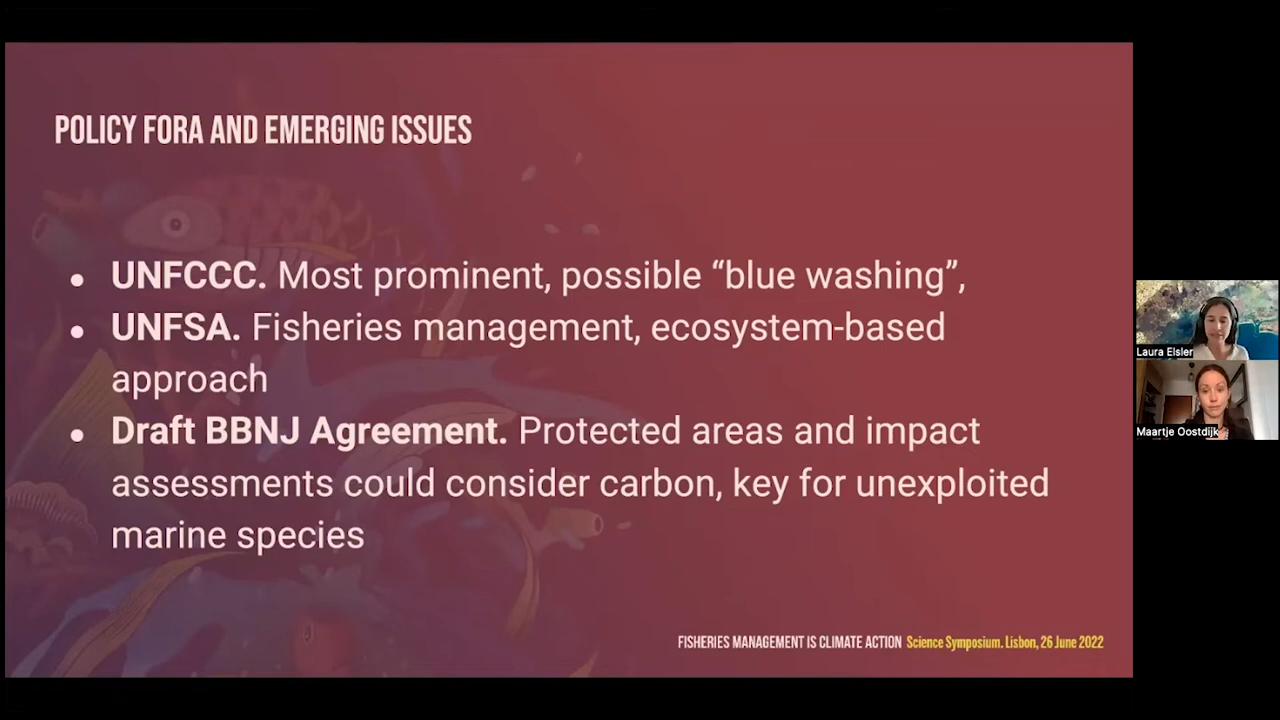 POLICY FORA AND EMERGING ISSUES
● UNFCCC. Most prominent, possible “blue washing”,
● UNFSA. Fisheries management, ecosystem-based
approach
● Draft BBNJ Agreement. Protected areas and impact
assessments could consider carbon, key for unexploited
marine species
FISHERIES MANAGEMENT IS CLIMATE ACTION Science Symposium. Lisbon, 26 June 2022
Laura Elsler
Maartje Oostdijk